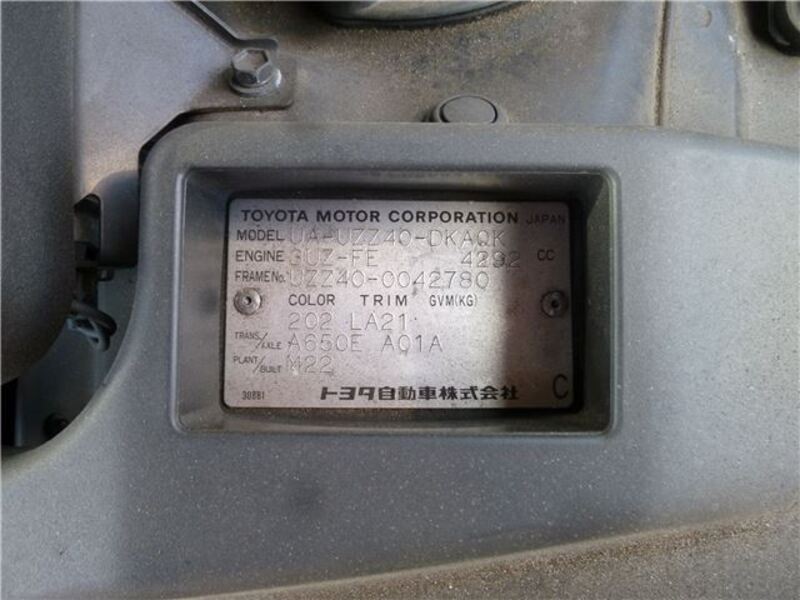 TOYOTA MOTOR CORPORATION JAPAN
MODEL UA-UZZ40-DKAQK
ENGINE 3UZ-FE 4292 CC
FRAME No. UZZ40-0042780
COLOR TRIM GVM(KG)
202 LA21
TRANS/AXLE A650E A01A
PLANT/BUILT M22
30881 トヨタ自動車株式会社 C